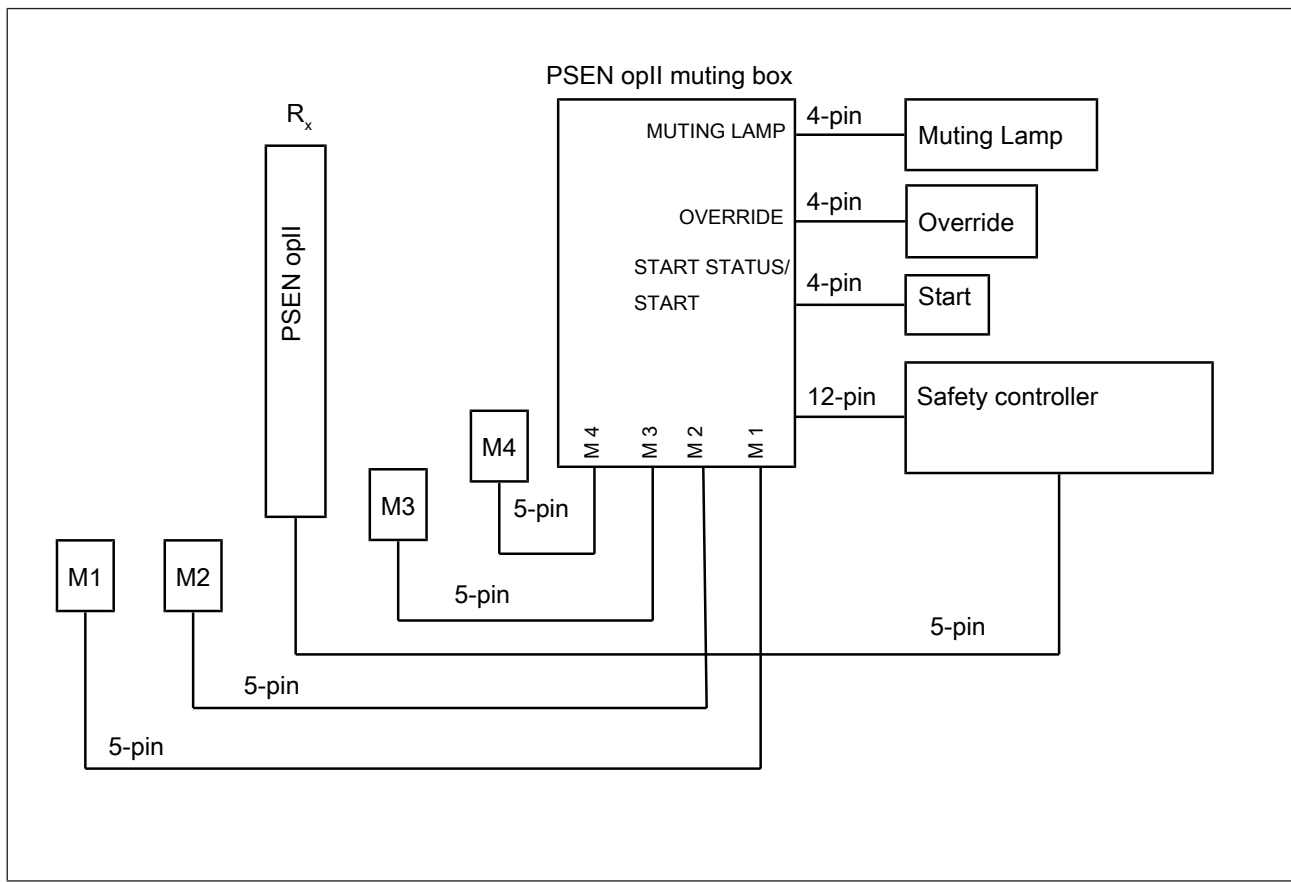 PSEN opII muting box
R x
PSEN opII
MUTING LAMP
4-pin
Muting Lamp
OVERRIDE
4-pin
Override
START STATUS/
START
4-pin
Start
12-pin
Safety controller
M 4
M 3
M 2
M 1
M4
5-pin
M3
5-pin
M1
M2
5-pin
5-pin
5-pin